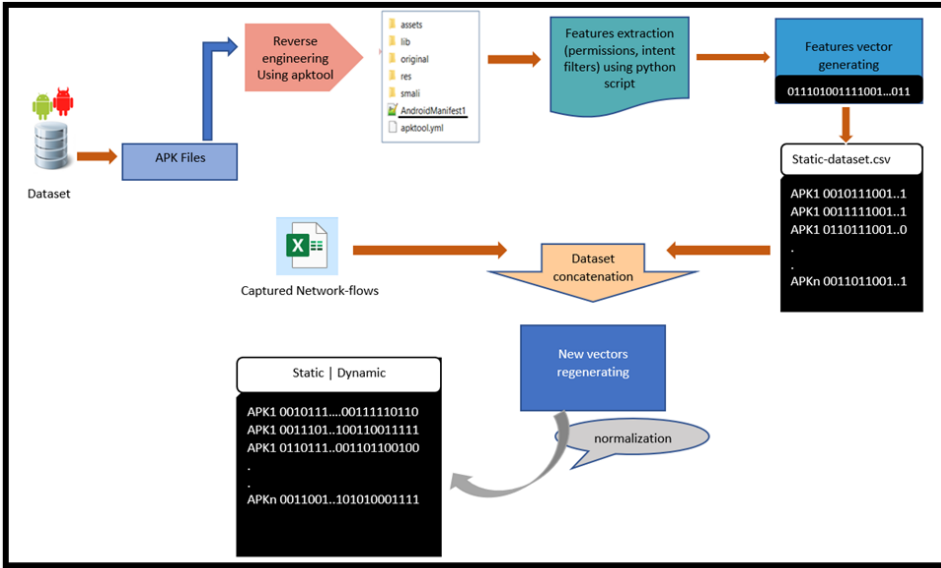 Dataset
APK Files
Reverse
engineering
Using apktool
assets
lib
original
res
smali
AndroidManifest1
apktool.yml
Features extraction
(permissions, intent
filters) using python
script
Features vector
generating
011101001111001...011
Static-dataset.csv
APK1 0010111001..1
APK1 0011111001..1
APK1 0110111001..0
.
.
APKn 0011011001..1
Captured Network-flows
Dataset
concatenation
New vectors
regenerating
normalization
Static | Dynamic
APK1 0010111....00111110110
APK1 0011101..100110011111
APK1 0110111..001101100100
.
.
APKn 0011001..101010001111